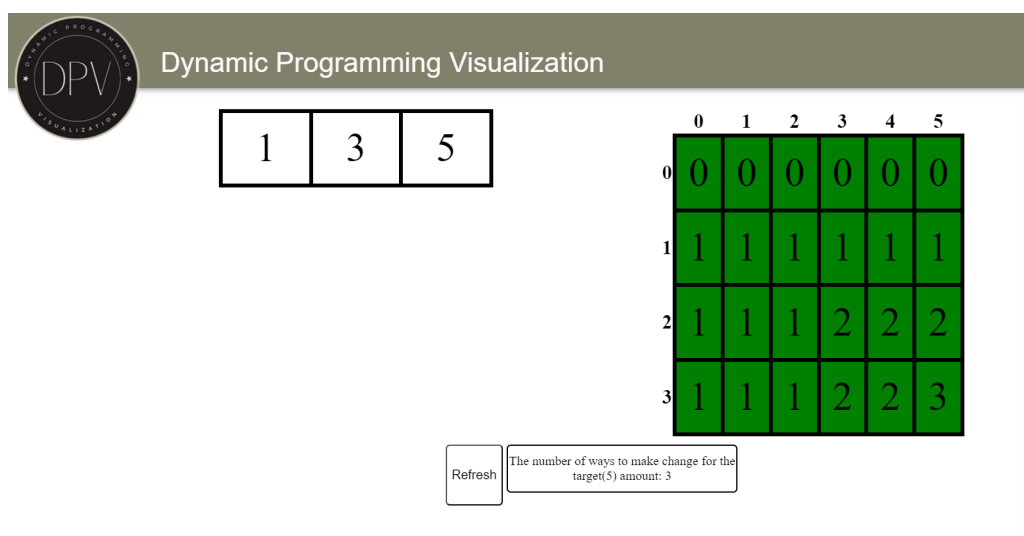 DYNAMIC PROGRAMMING
DPV
VISUALIZATION
Dynamic Programming Visualization
1 3 5
0 1 2 3 4 5
0 0 0 0 0 0 0
1 1 1 1 1 1 1
2 1 1 1 2 2 2
3 1 1 1 2 2 3
Refresh
The number of ways to make change for the
target(5) amount: 3